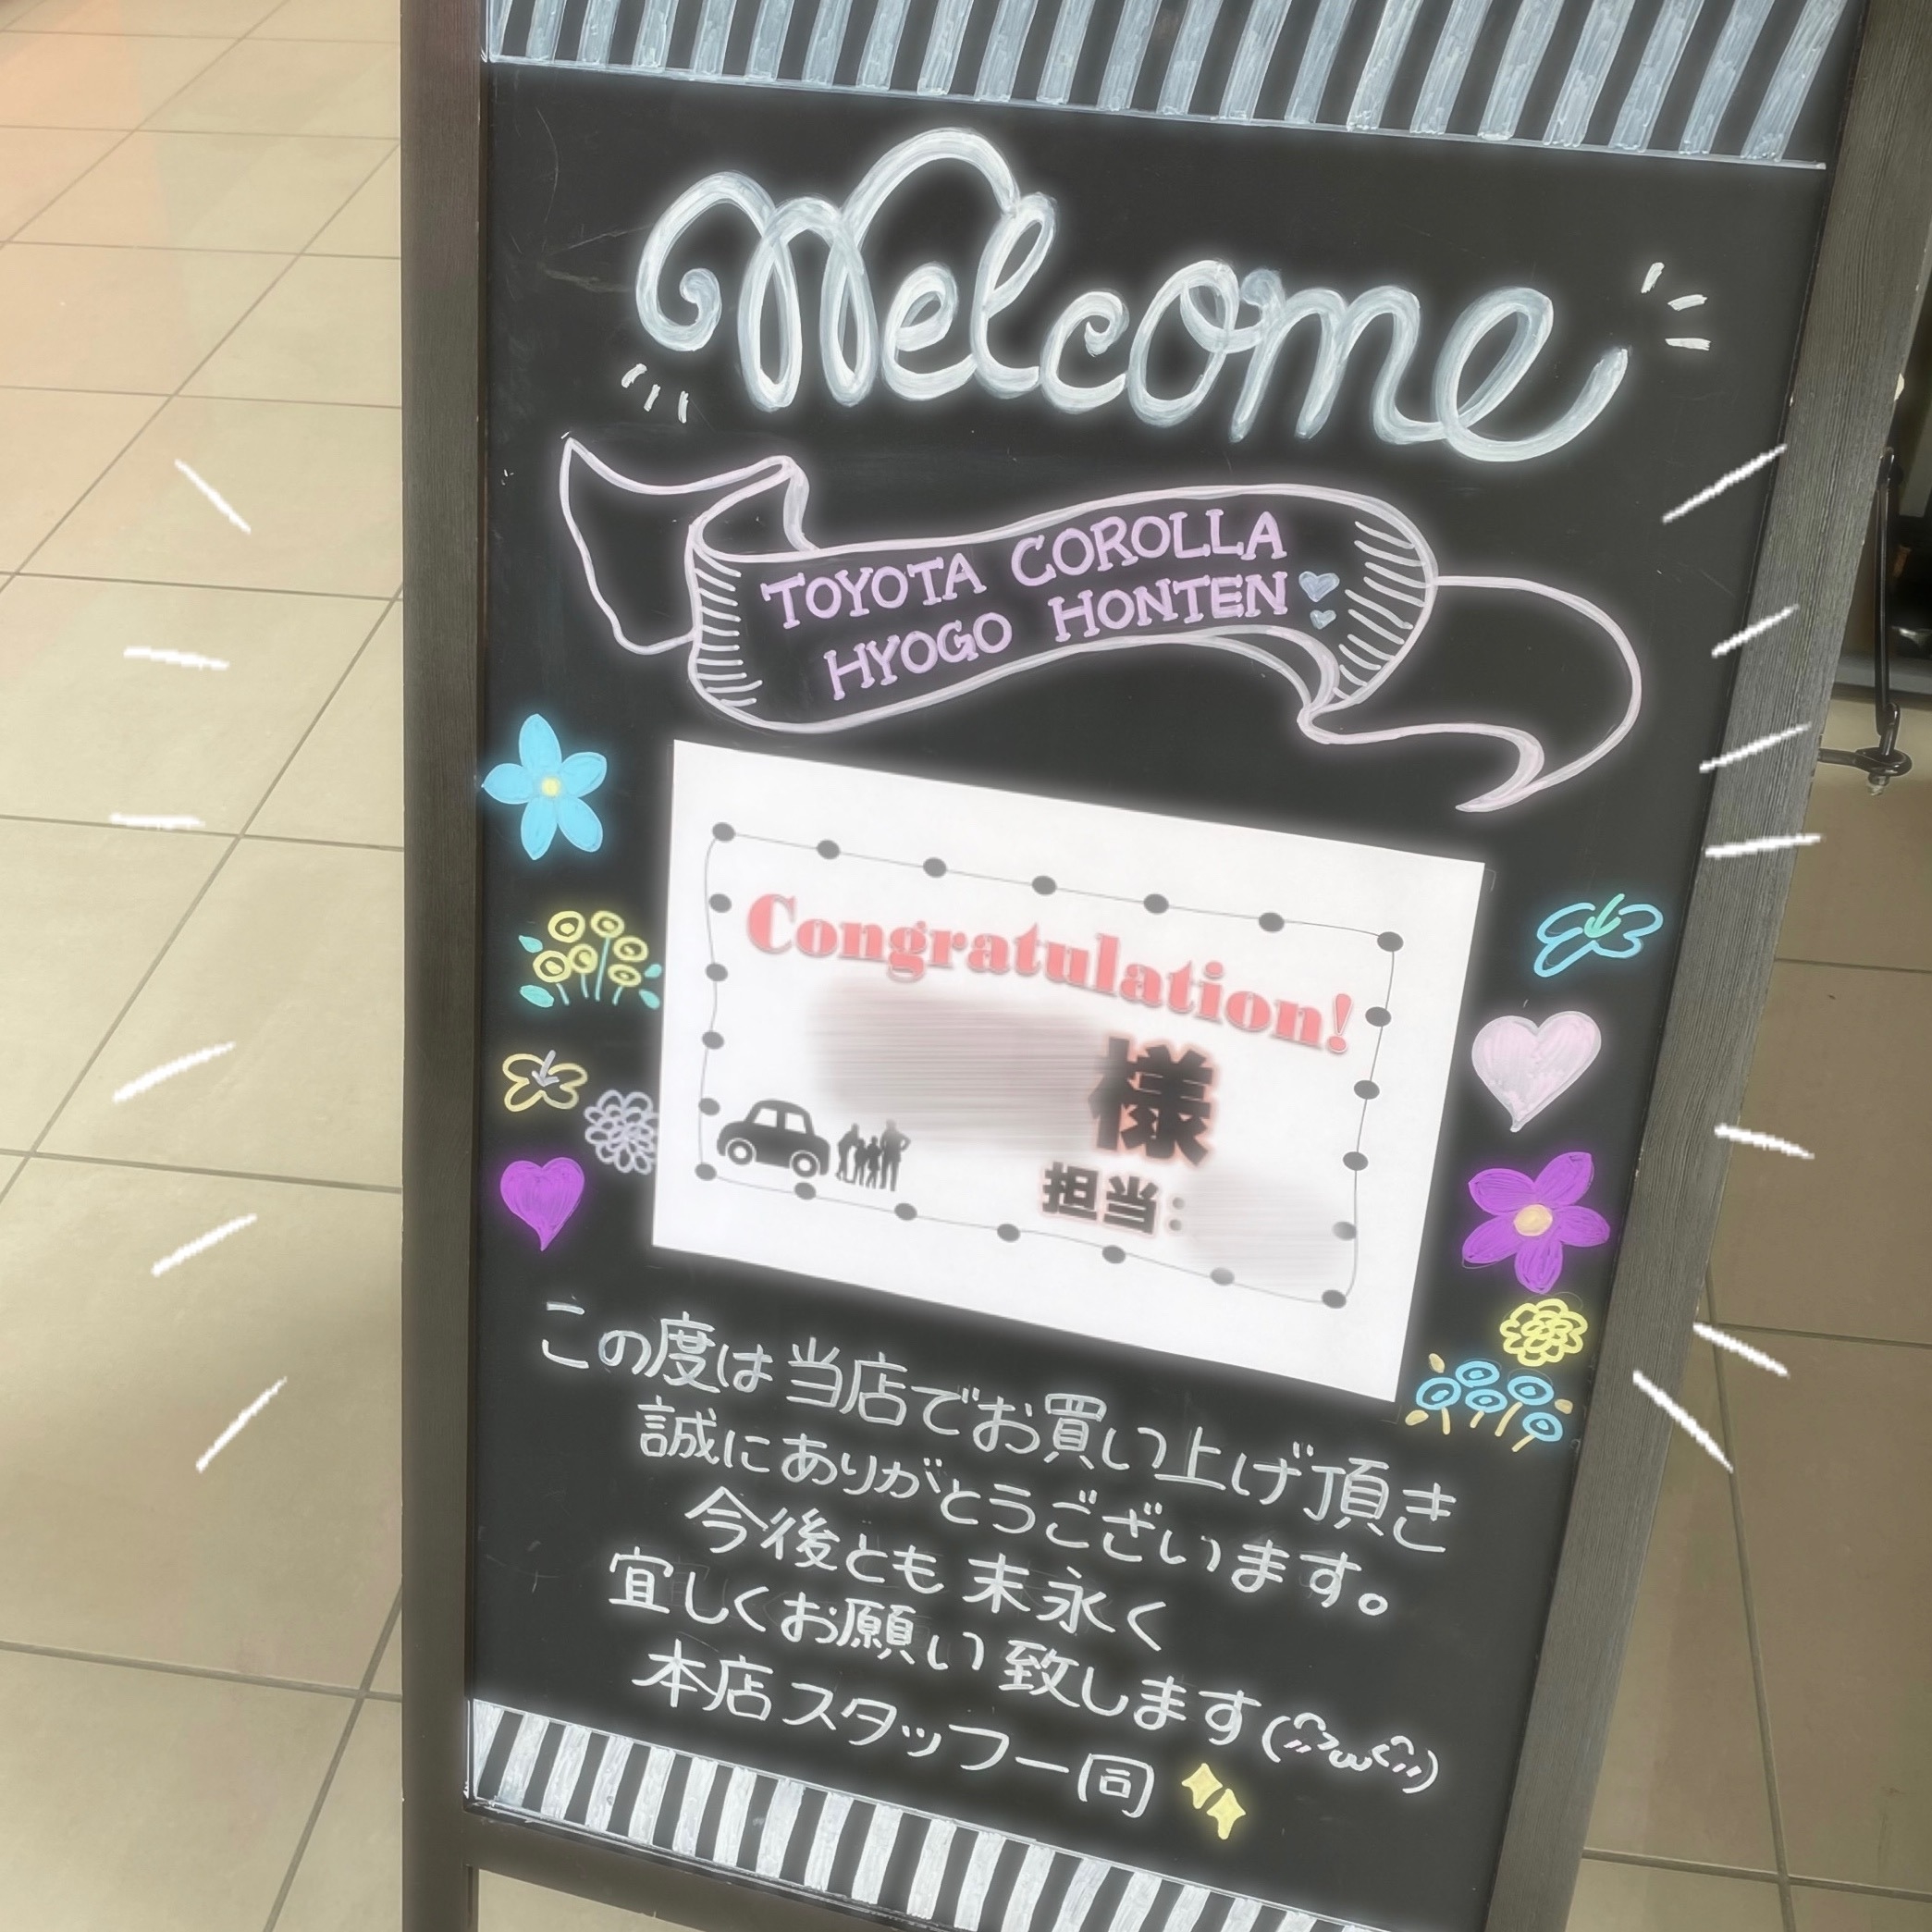 Welcome
TOYOTA COROLLA
HYOGO HONTEN
Congratulation!
様
担当:
この度は当店でお買い上げ頂き
誠にありがとうございます。
今後とも末永く
宜しくお願い致します
本店スタッフ一同